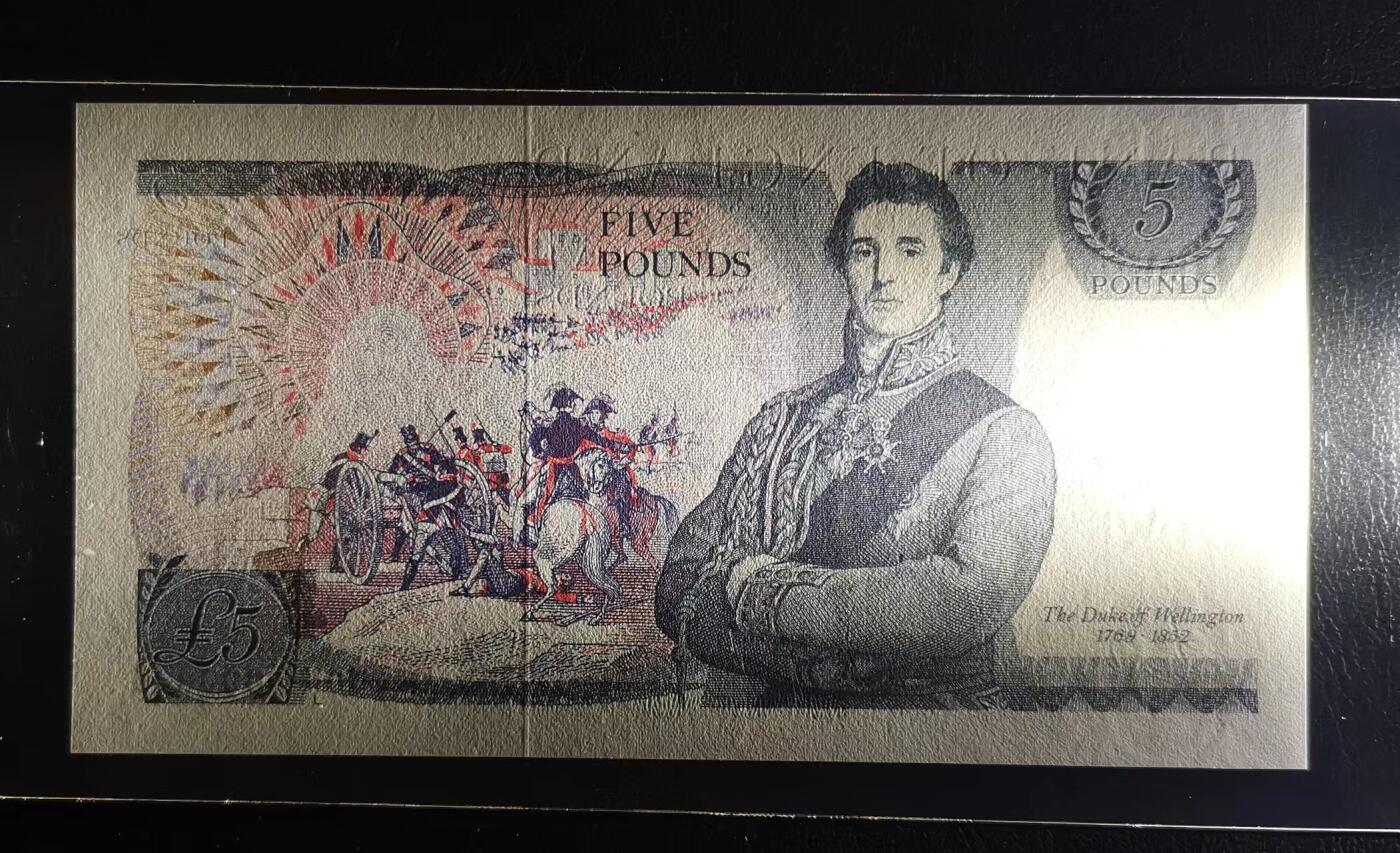 FIVE
POUNDS
5
POUNDS
£5
The Duke of Wellington
1769 - 1852